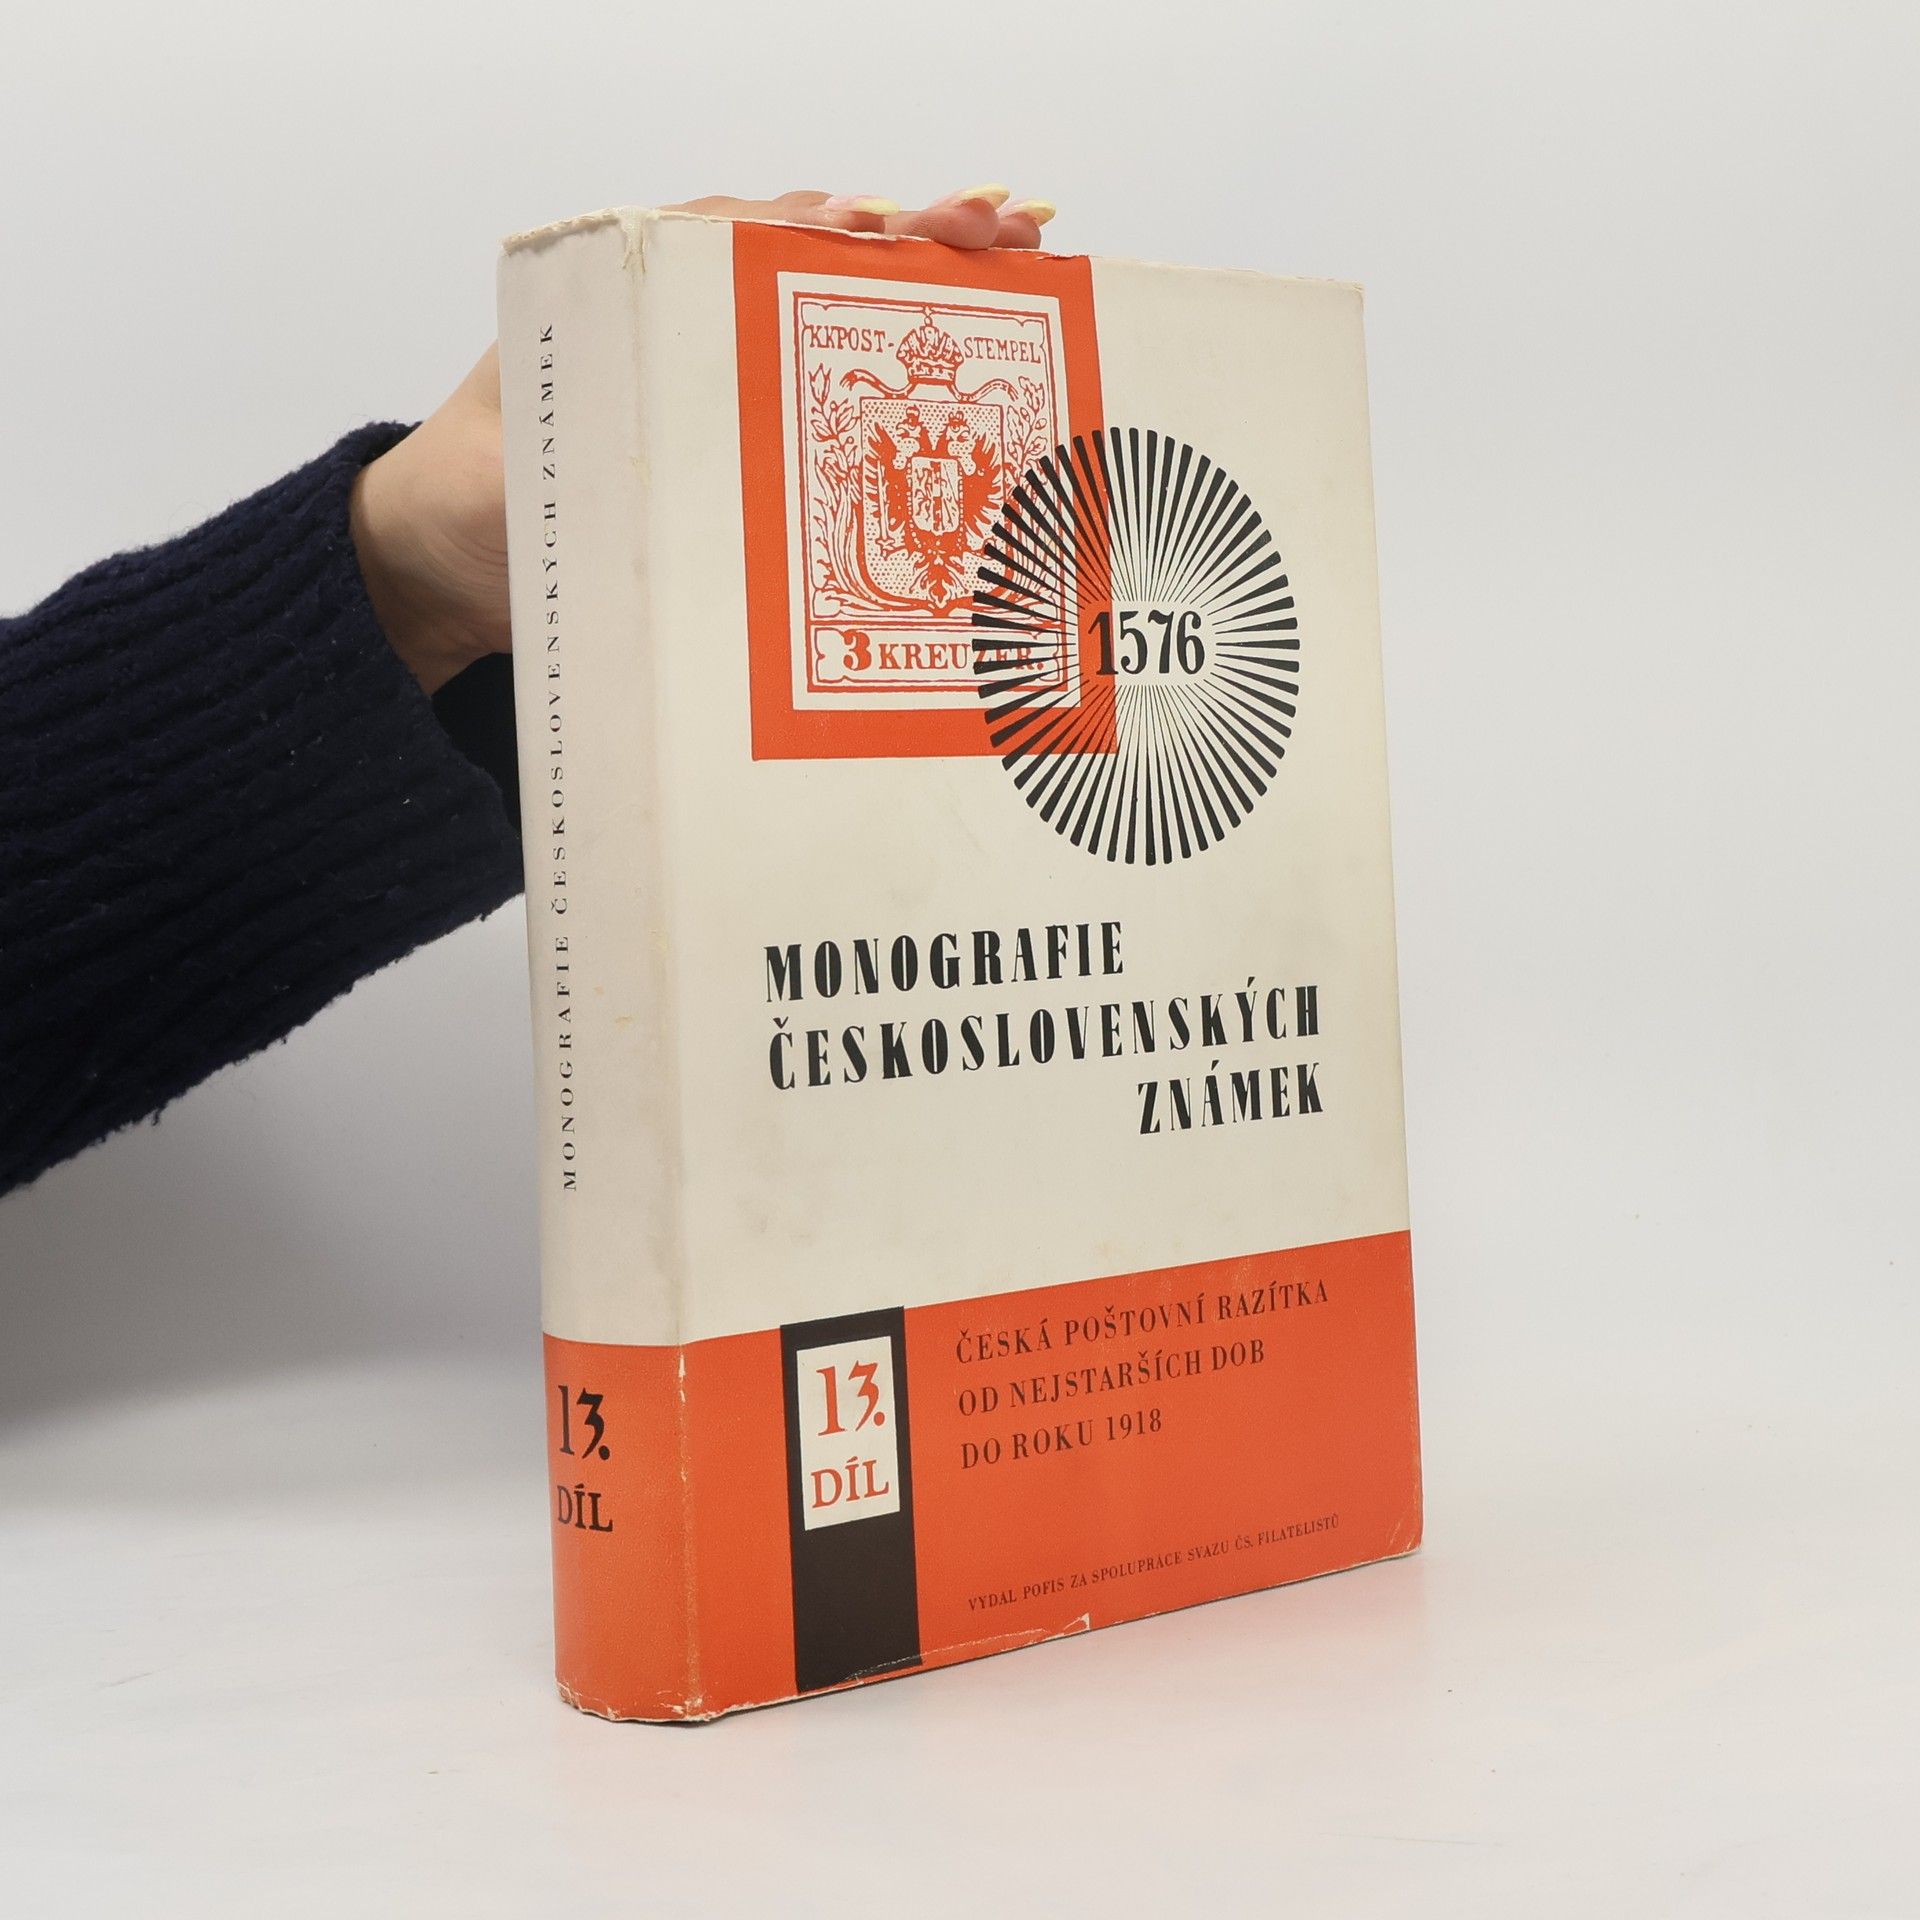 MONOGRAFIE ČESKOSLOVENSKÝCH ZNÁMEK
13.
DÍL
KKPOST-STEMPEL
3 KREUZER.
1576
MONOGRAFIE
ČESKOSLOVENSKÝCH
ZNÁMEK
13.
DÍL
ČESKÁ POŠTOVNÍ RAZÍTKA
OD NEJSTARŠÍCH DOB
DO ROKU 1918
VYDAL POFIS ZA SPOLUPRÁCE SVAZU ČS. FILATELISTŮ